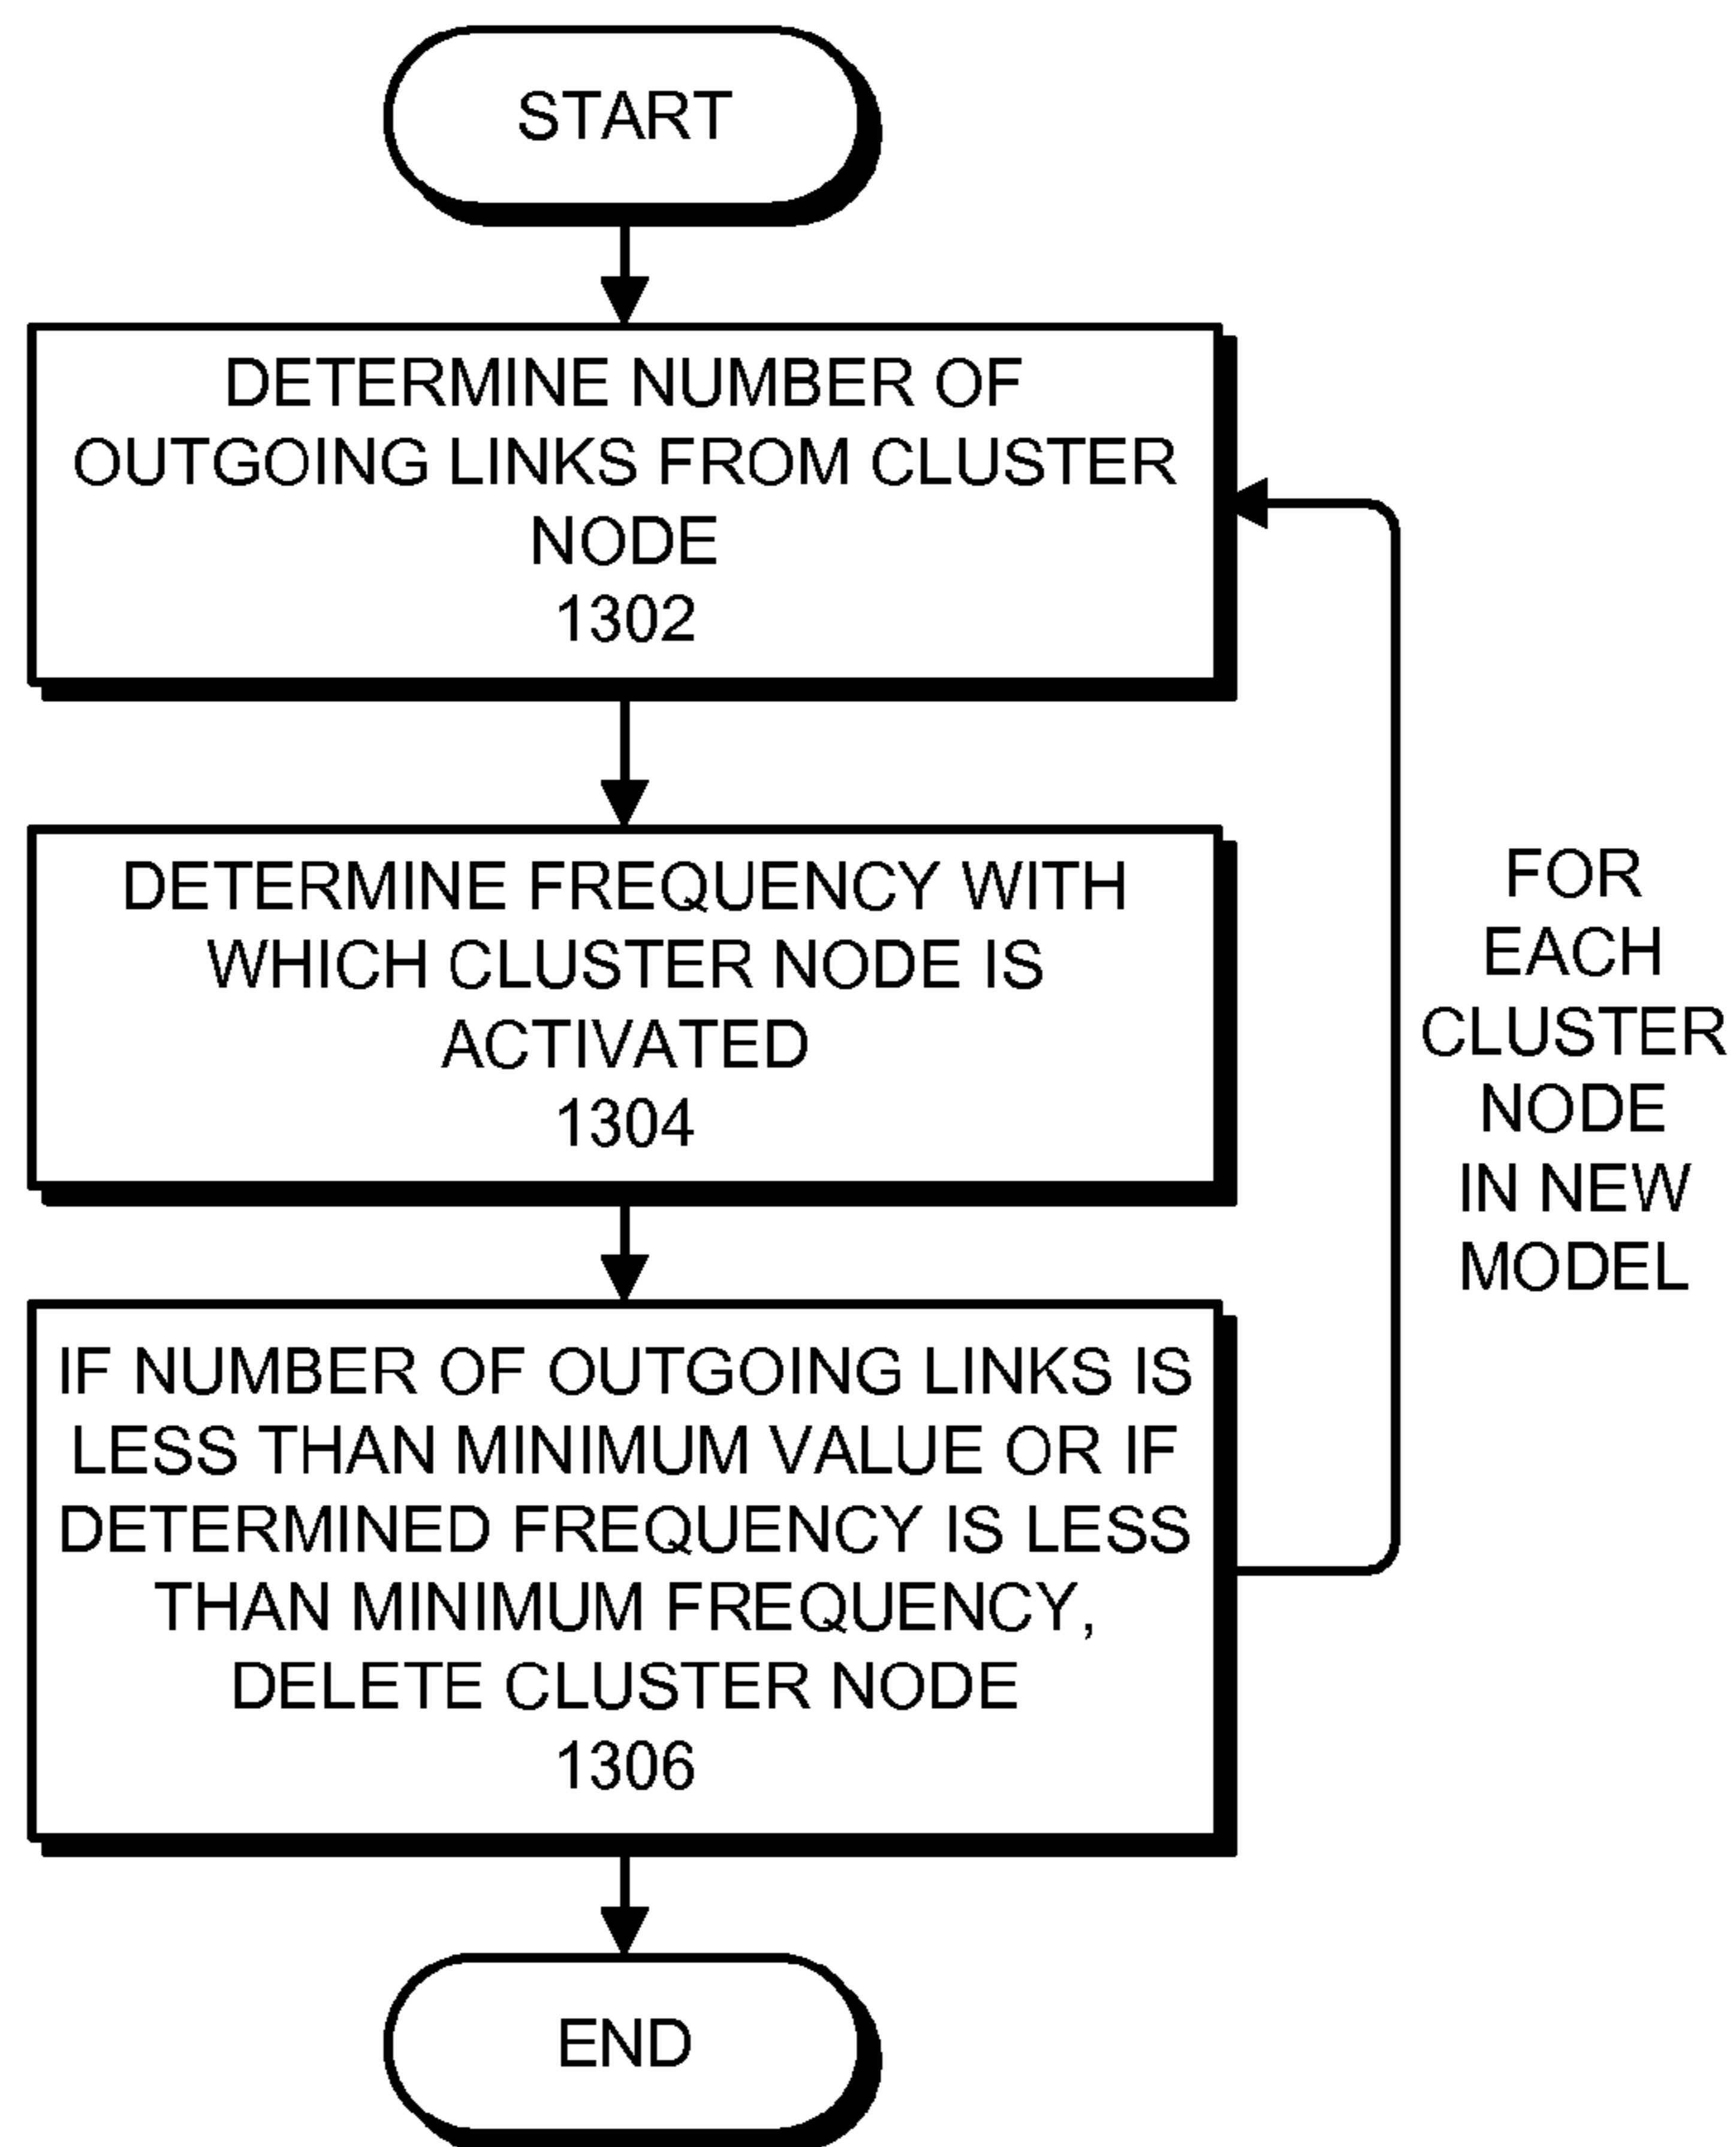 START
DETERMINE NUMBER OF
OUTGOING LINKS FROM CLUSTER
NODE
1302
DETERMINE FREQUENCY WITH
WHICH CLUSTER NODE IS
ACTIVATED
1304
IF NUMBER OF OUTGOING LINKS IS
LESS THAN MINIMUM VALUE OR IF
DETERMINED FREQUENCY IS LESS
THAN MINIMUM FREQUENCY,
DELETE CLUSTER NODE
1306
FOR
EACH
CLUSTER
NODE
IN NEW
MODEL
END